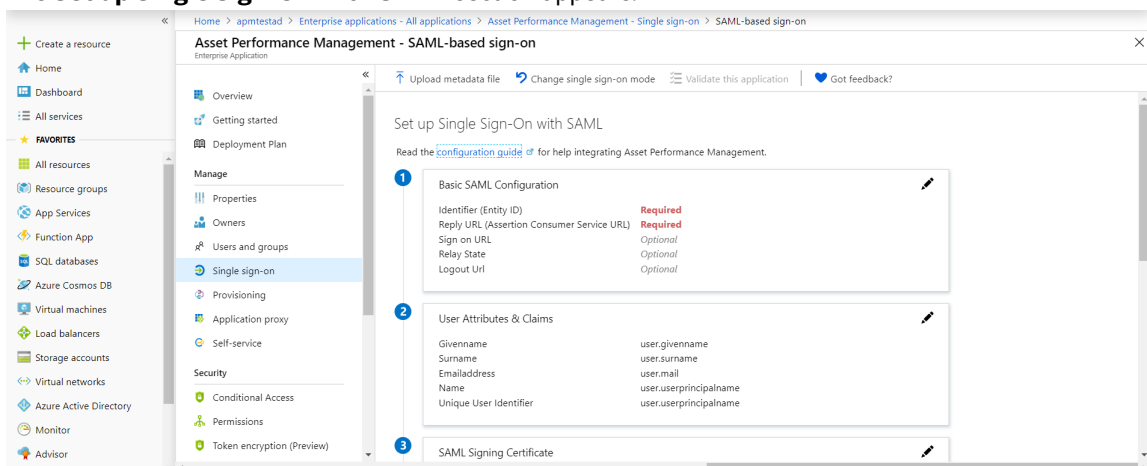 Home > apmtestad > Enterprise applications - All applications > Asset Performance Management - Single sign-on > SAML-based sign-on
Create a resource
Home
Dashboard
All services
FAVORITES
All resources
Resource groups
App Services
Function App
SQL databases
Azure Cosmos DB
Virtual machines
Load balancers
Storage accounts
Virtual networks
Azure Active Directory
Monitor
Advisor
Asset Performance Management - SAML-based sign-on
Enterprise Application
Overview
Getting started
Deployment Plan
Manage
Properties
Owners
Users and groups
Single sign-on
Provisioning
Application proxy
Self-service
Security
Conditional Access
Permissions
Token encryption (Preview)
Upload metadata file Change single sign-on mode Validate this application Got feedback?
Set up Single Sign-On with SAML
Read the configuration guide for help integrating Asset Performance Management.
1 Basic SAML Configuration
Identifier (Entity ID) Required
Reply URL (Assertion Consumer Service URL) Required
Sign on URL Optional
Relay State Optional
Logout Url Optional
2 User Attributes & Claims
Givenname user.givenname
Surname user.surname
Emailaddress user.mail
Name user.userprincipalname
Unique User Identifier user.userprincipalname
3 SAML Signing Certificate